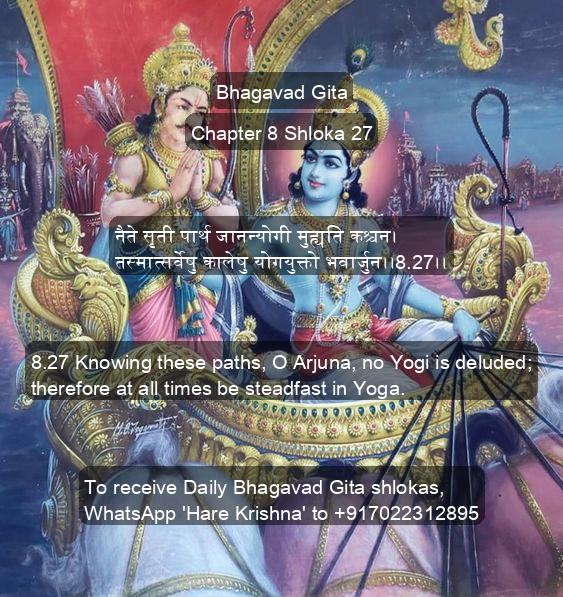 Bhagavad Gita
Chapter 8 Shloka 27
नैते सृती पार्थ जानन्योगी मुह्यति कश्चन।
तस्मात्सर्वेषु कालेषु योगयुक्तो भवार्जुन।।8.27।।
8.27 Knowing these paths, O Arjuna, no Yogi is deluded;
therefore at all times be steadfast in Yoga.
To receive Daily Bhagavad Gita shlokas,
WhatsApp 'Hare Krishna' to +917022312895